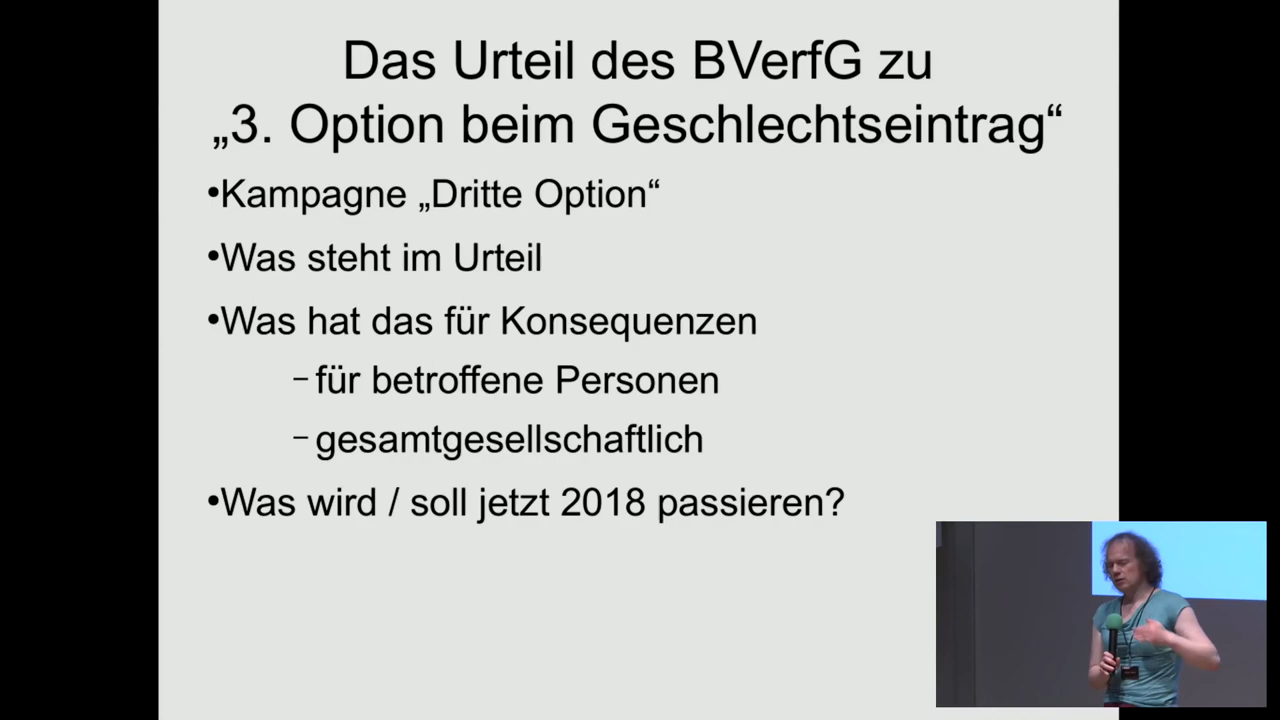 Das Urteil des BVerfG zu
„3. Option beim Geschlechtseintrag“
•Kampagne „Dritte Option“
•Was steht im Urteil
•Was hat das für Konsequenzen
– für betroffene Personen
– gesamtgesellschaftlich
•Was wird / soll jetzt 2018 passieren?